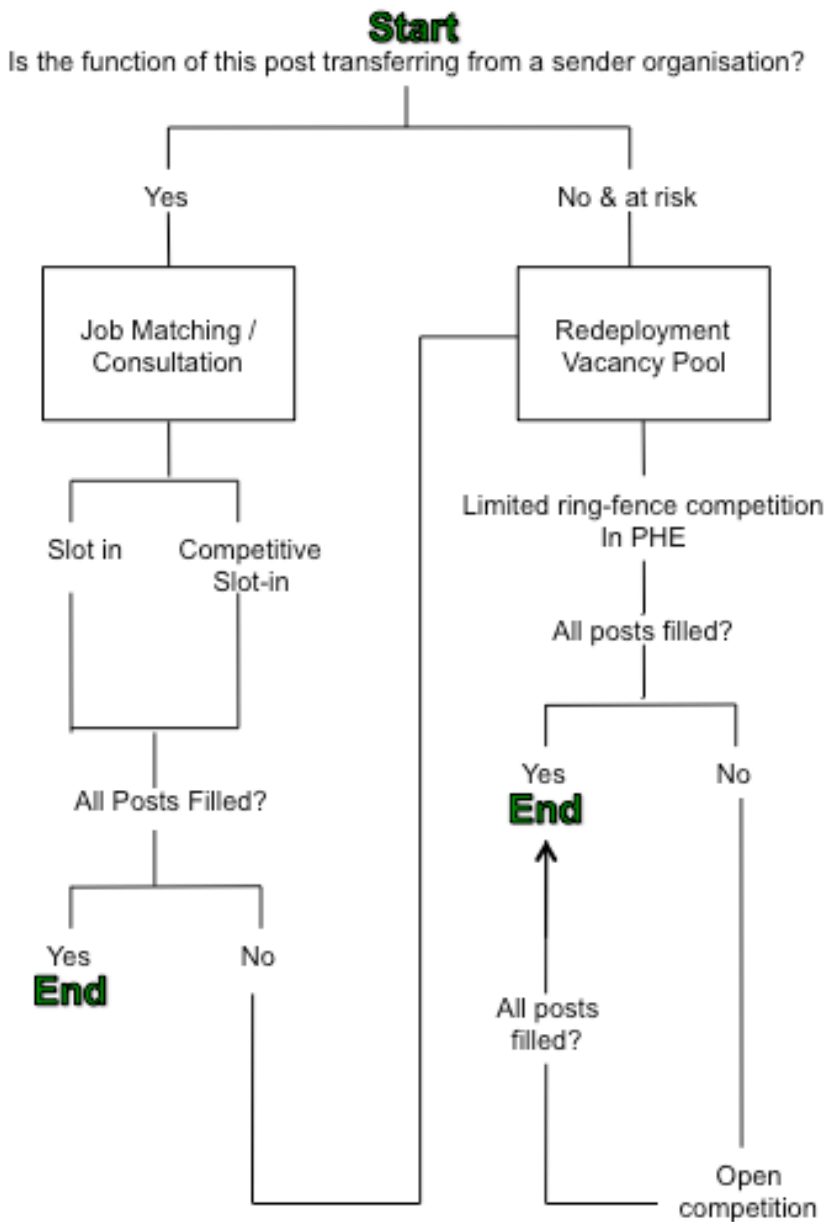 Start
Is the function of this post transferring from a sender organisation?
Yes
No & at risk
Job Matching /
Consultation
Redeployment
Vacancy Pool
Slot in
Competitive
Slot-in
Limited ring-fence competition
In PHE
All posts filled?
All Posts Filled?
Yes
End
No
Yes
End
No
All posts
filled?
Open
competition